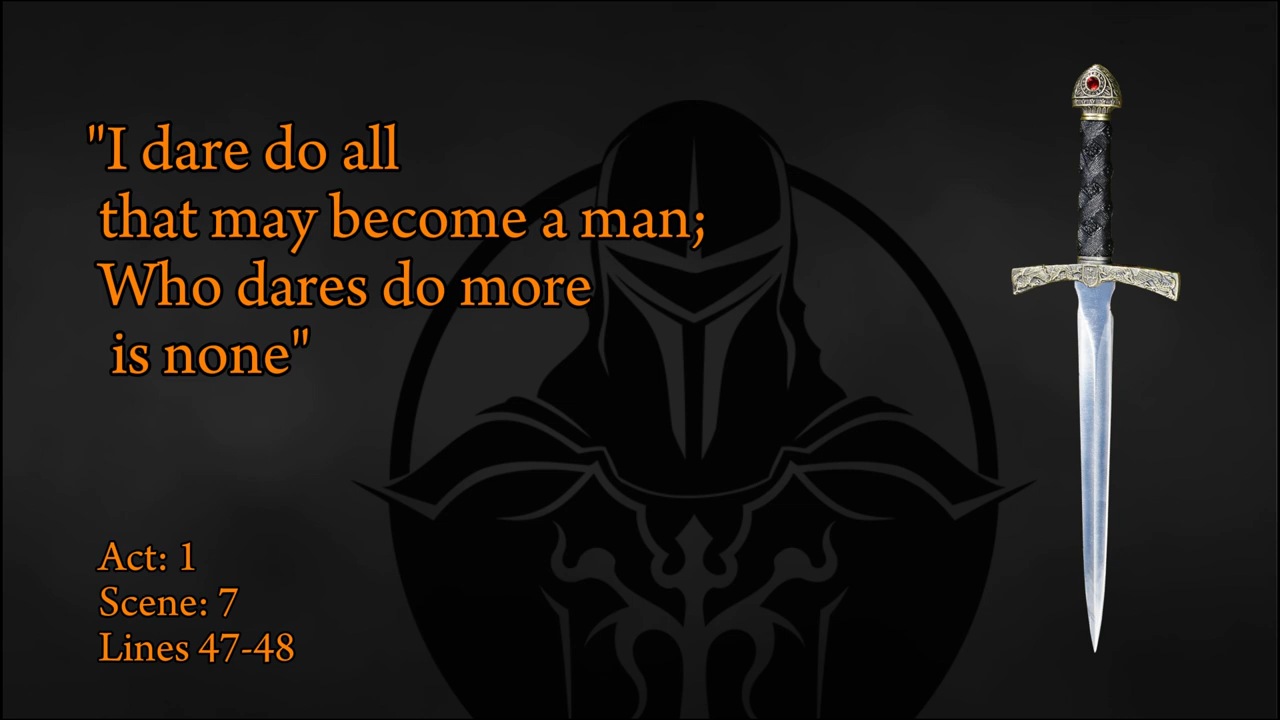 "I dare do all
that may become a man;
Who dares do more
is none"
Act: 1
Scene: 7
Lines 47-48